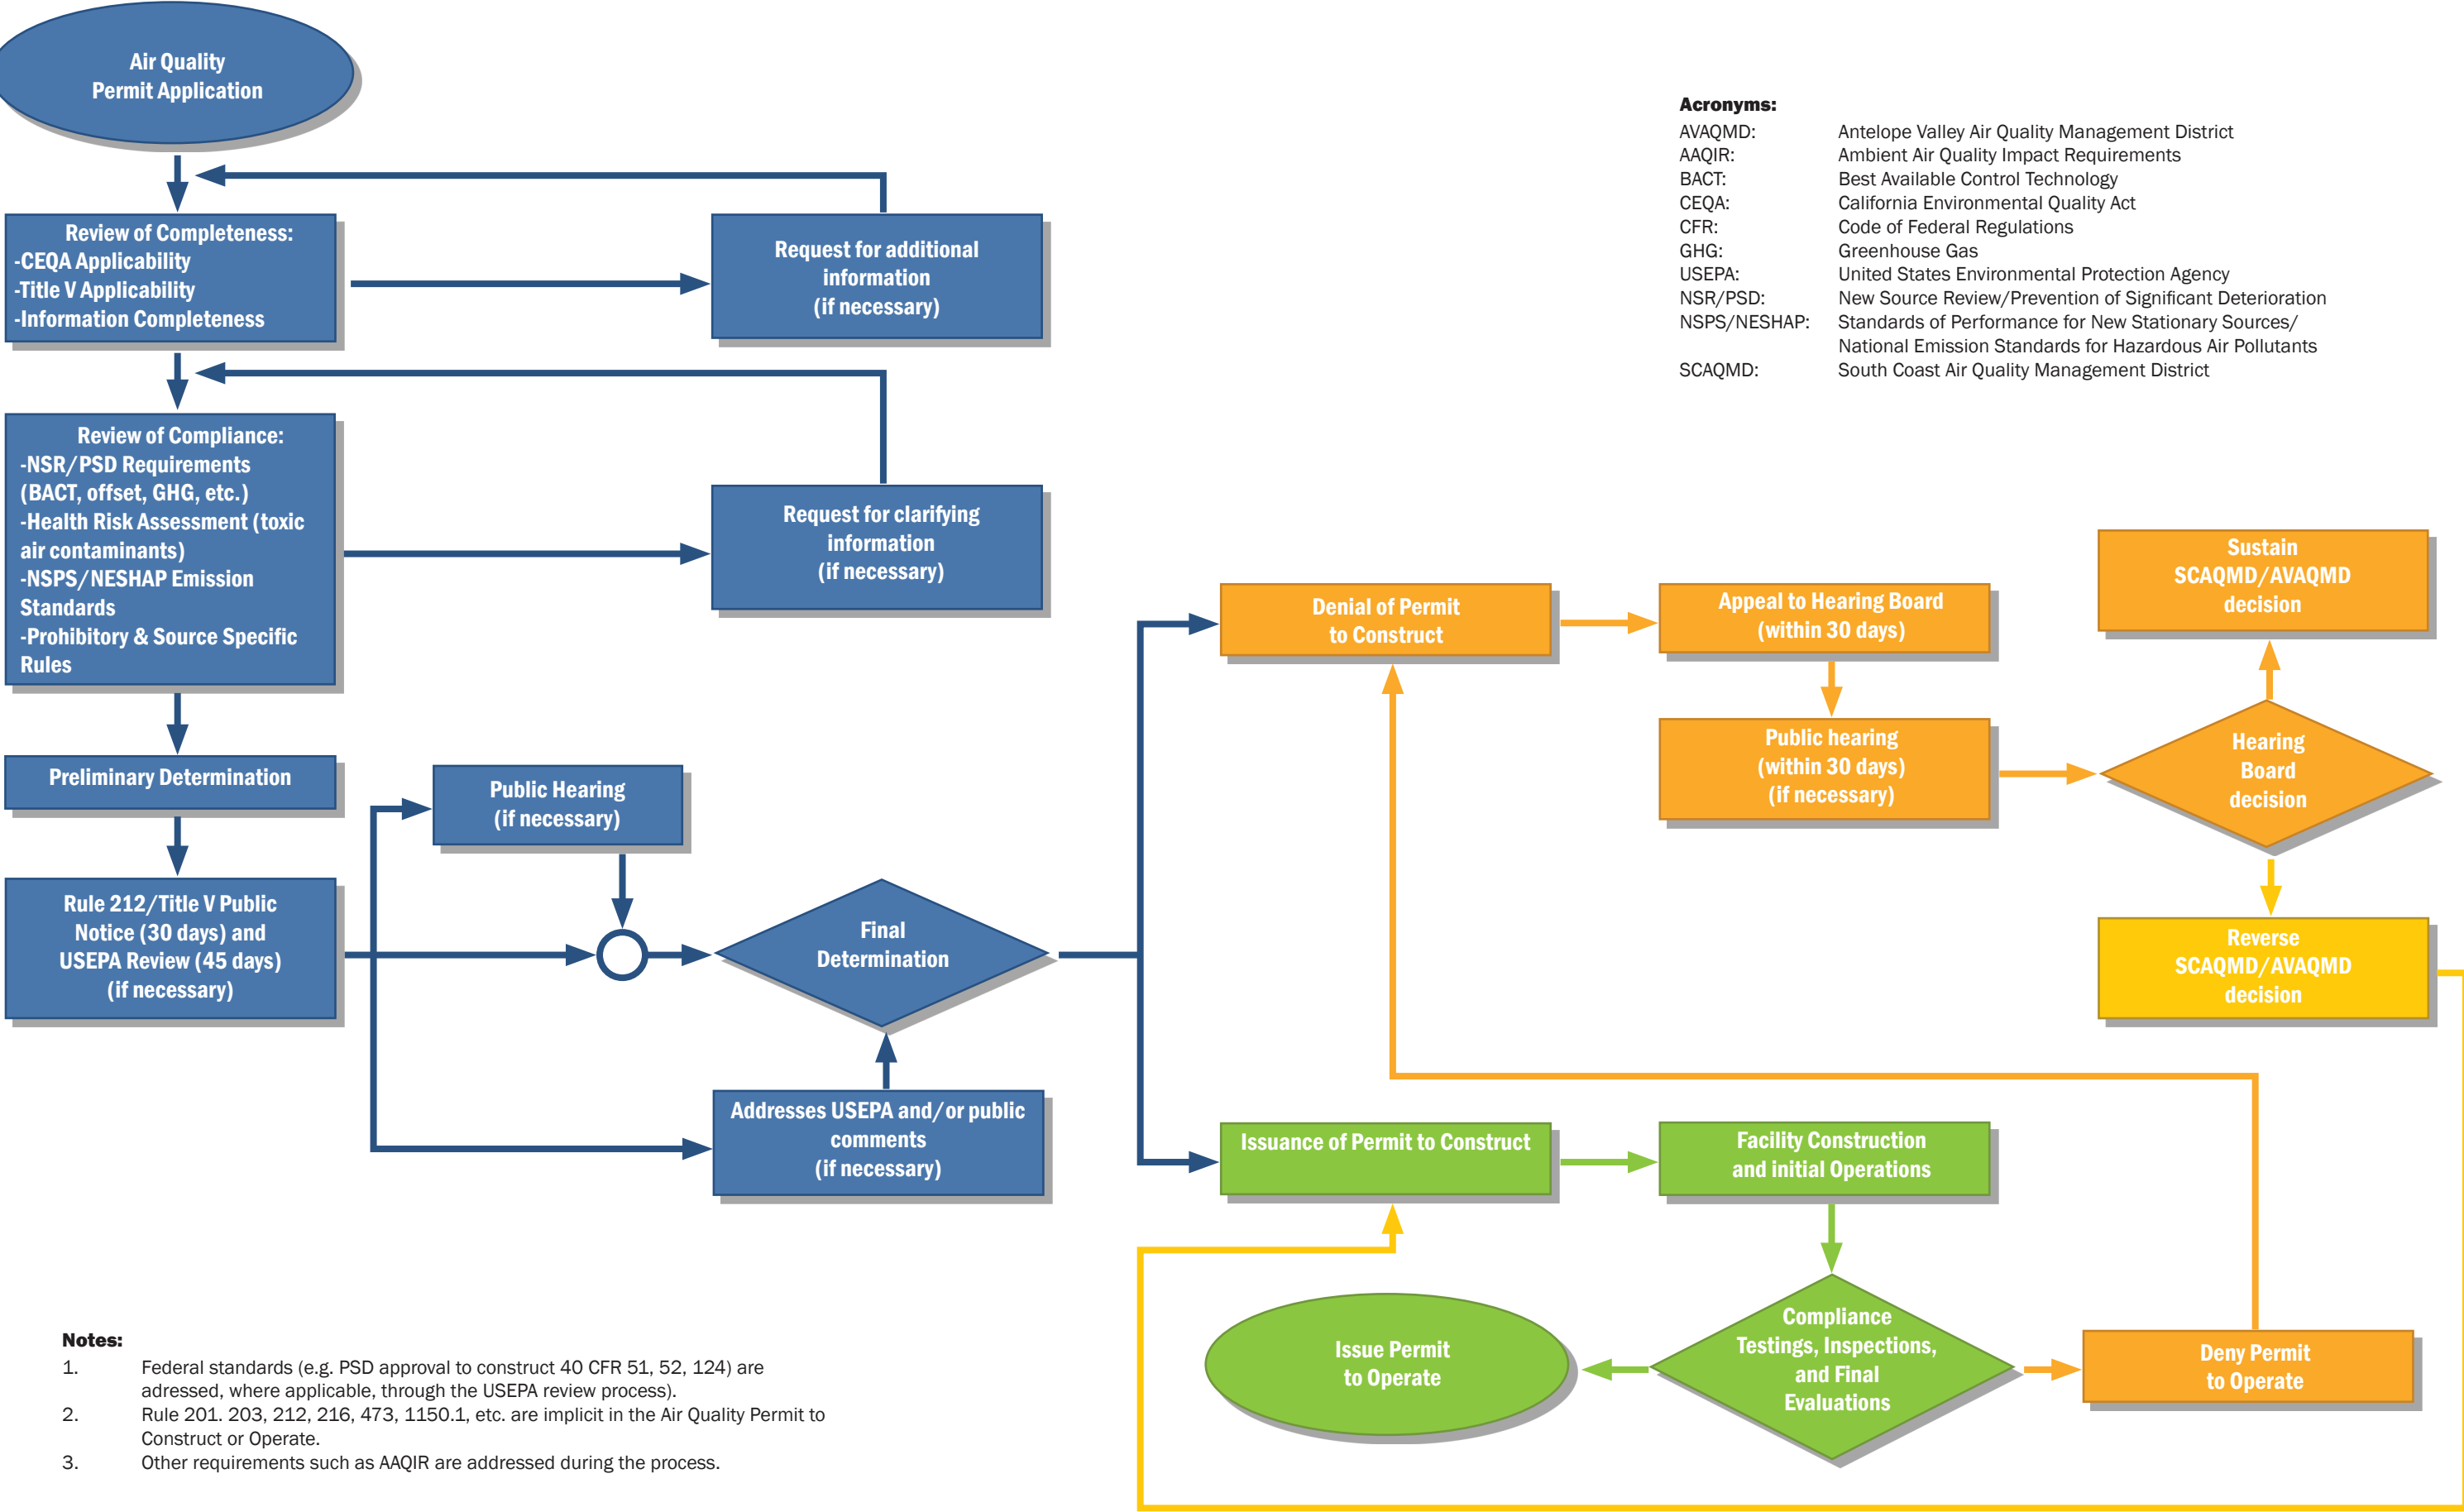 Air Quality
Permit Application
Review of Completeness:
-CEQA Applicability
-Title V Applicability
-Information Completeness
Request for additional
information
(if necessary)
Review of Compliance:
-NSR/PSD Requirements
(BACT, offset, GHG, etc.)
-Health Risk Assessment (toxic
air contaminants)
-NSPS/NESHAP Emission
Standards
-Prohibitory & Source Specific
Rules
Request for clarifying
information
(if necessary)
Preliminary Determination
Rule 212/Title V Public
Notice (30 days) and
USEPA Review (45 days)
(if necessary)
Public Hearing
(if necessary)
Final
Determination
Addresses USEPA and/or public
comments
(if necessary)
Denial of Permit
to Construct
Appeal to Hearing Board
(within 30 days)
Public hearing
(within 30 days)
(if necessary)
Hearing
Board
decision
Sustain
SCAQMD/AVAQMD
decision
Reverse
SCAQMD/AVAQMD
decision
Issuance of Permit to Construct
Facility Construction
and initial Operations
Compliance
Testings, Inspections,
and Final
Evaluations
Issue Permit
to Operate
Deny Permit
to Operate
Acronyms:
AVAQMD: Antelope Valley Air Quality Management District
AAQIR: Ambient Air Quality Impact Requirements
BACT: Best Available Control Technology
CEQA: California Environmental Quality Act
CFR: Code of Federal Regulations
GHG: Greenhouse Gas
USEPA: United States Environmental Protection Agency
NSR/PSD: New Source Review/Prevention of Significant Deterioration
NSPS/NESHAP: Standards of Performance for New Stationary Sources/
National Emission Standards for Hazardous Air Pollutants
SCAQMD: South Coast Air Quality Management District
Notes:
1. Federal standards (e.g. PSD approval to construct 40 CFR 51, 52, 124) are
adressed, where applicable, through the USEPA review process).
2. Rule 201. 203, 212, 216, 473, 1150.1, etc. are implicit in the Air Quality Permit to
Construct or Operate.
3. Other requirements such as AAQIR are addressed during the process.